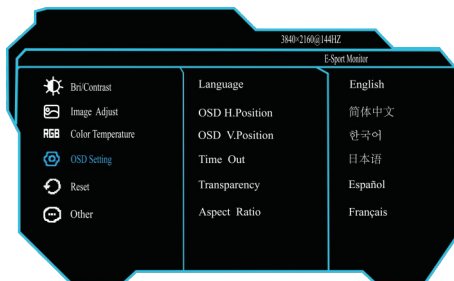 3840×2160@144HZ
E-Sport Monitor
Bri/Contrast
Image Adjust
RGB Color Temperature
OSD Setting
Reset
Other
Language
OSD H.Position
OSD V.Position
Time Out
Transparency
Aspect Ratio
English
简体中文
한국어
日本语
Español
Français